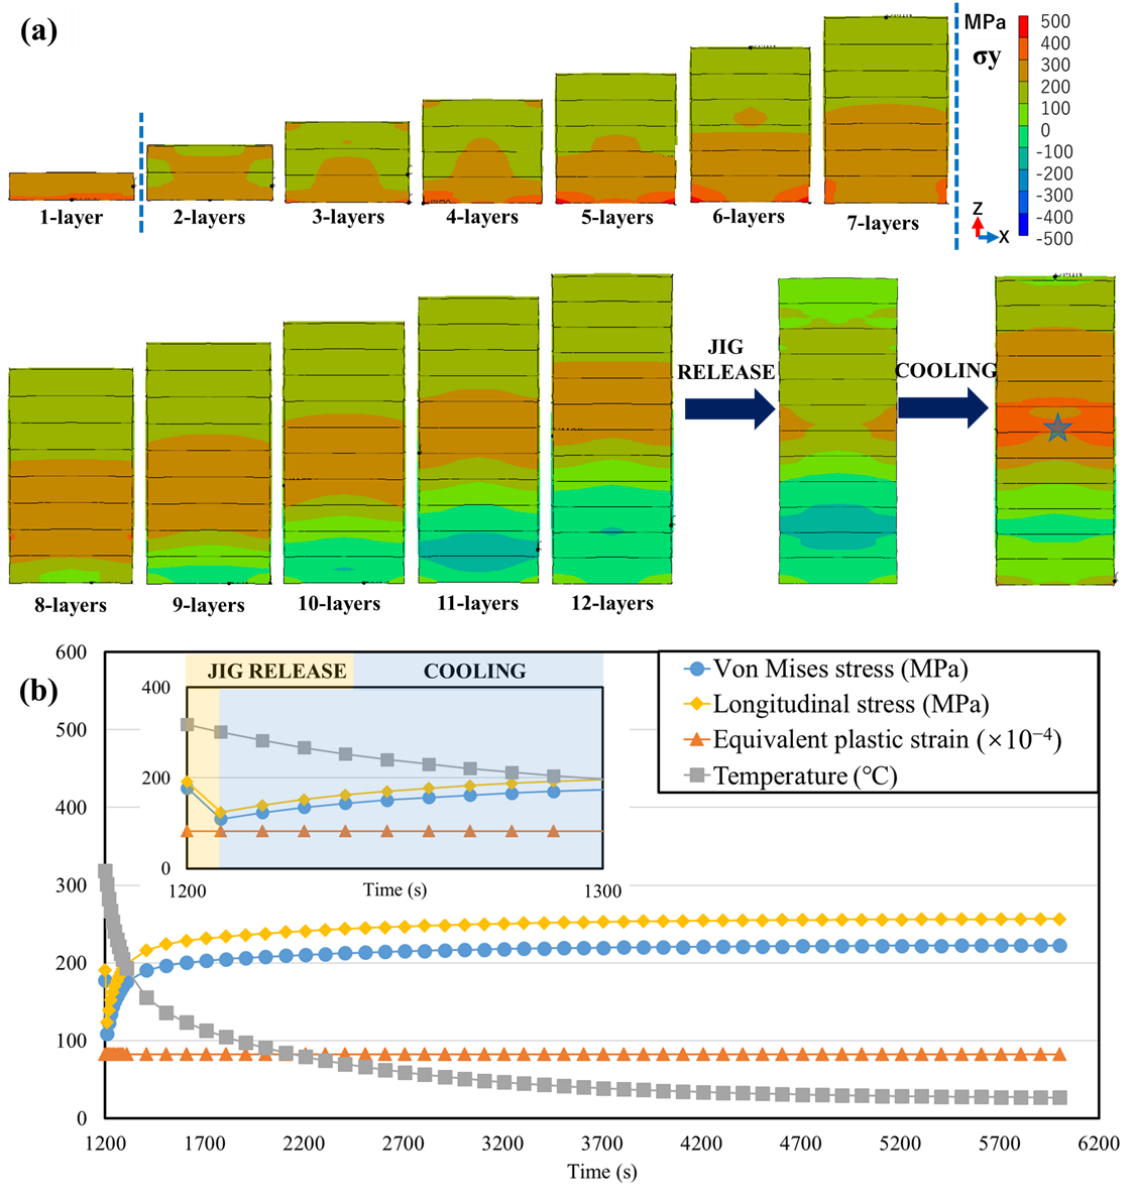 (a)
MPa
σy
500
400
300
200
100
0
-100
-200
-300
-400
-500
Z
X
1-layer
2-layers
3-layers
4-layers
5-layers
6-layers
7-layers
JIG
RELEASE
COOLING
8-layers
9-layers
10-layers
11-layers
12-layers
(b)
600
500
400
300
200
100
0
JIG RELEASE
COOLING
400
200
0
1200
Time (s)
1300
Von Mises stress (MPa)
Longitudinal stress (MPa)
Equivalent plastic strain (×10⁻⁴)
Temperature (℃)
1200
1700
2200
2700
3200
3700
4200
4700
5200
5700
6200
Time (s)